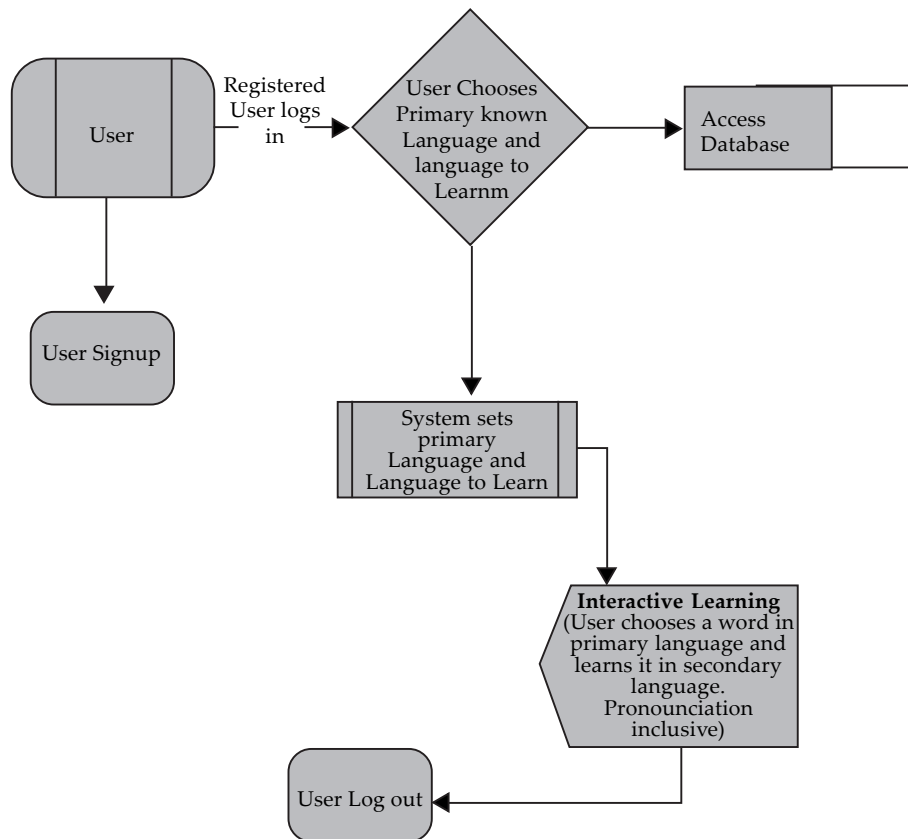 User
Registered
User logs
in
User Chooses
Primary known
Language and
language to
Learnm
Access
Database
User Signup
System sets
primary
Language and
Language to Learn
Interactive Learning
(User chooses a word in
primary language and
learns it in secondary
language.
Pronounciation
inclusive)
User Log out